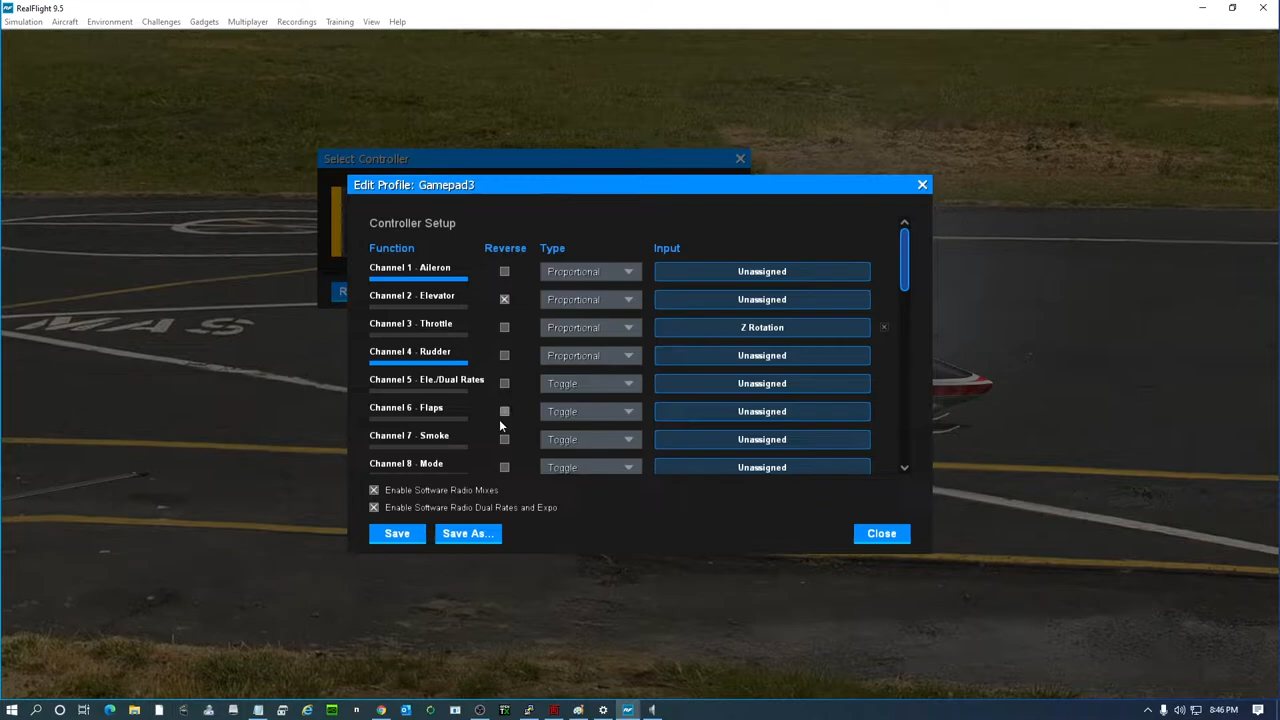 RealFlight 9.5
Simulation Aircraft Environment Challenges Gadgets Multiplayer Recordings Training View Help
Select Controller
Edit Profile: Gamepad3
Controller Setup
Function Reverse Type Input
Channel 1 - Aileron Proportional Unassigned
Channel 2 - Elevator Proportional Unassigned
Channel 3 - Throttle Proportional Z Rotation
Channel 4 - Rudder Proportional Unassigned
Channel 5 - Ele./Dual Rates Toggle Unassigned
Channel 6 - Flaps Toggle Unassigned
Channel 7 - Smoke Toggle Unassigned
Channel 8 - Mode Toggle Unassigned
Enable Software Radio Mixes
Enable Software Radio Dual Rates and Expo
Save Save As... Close
8:46 PM